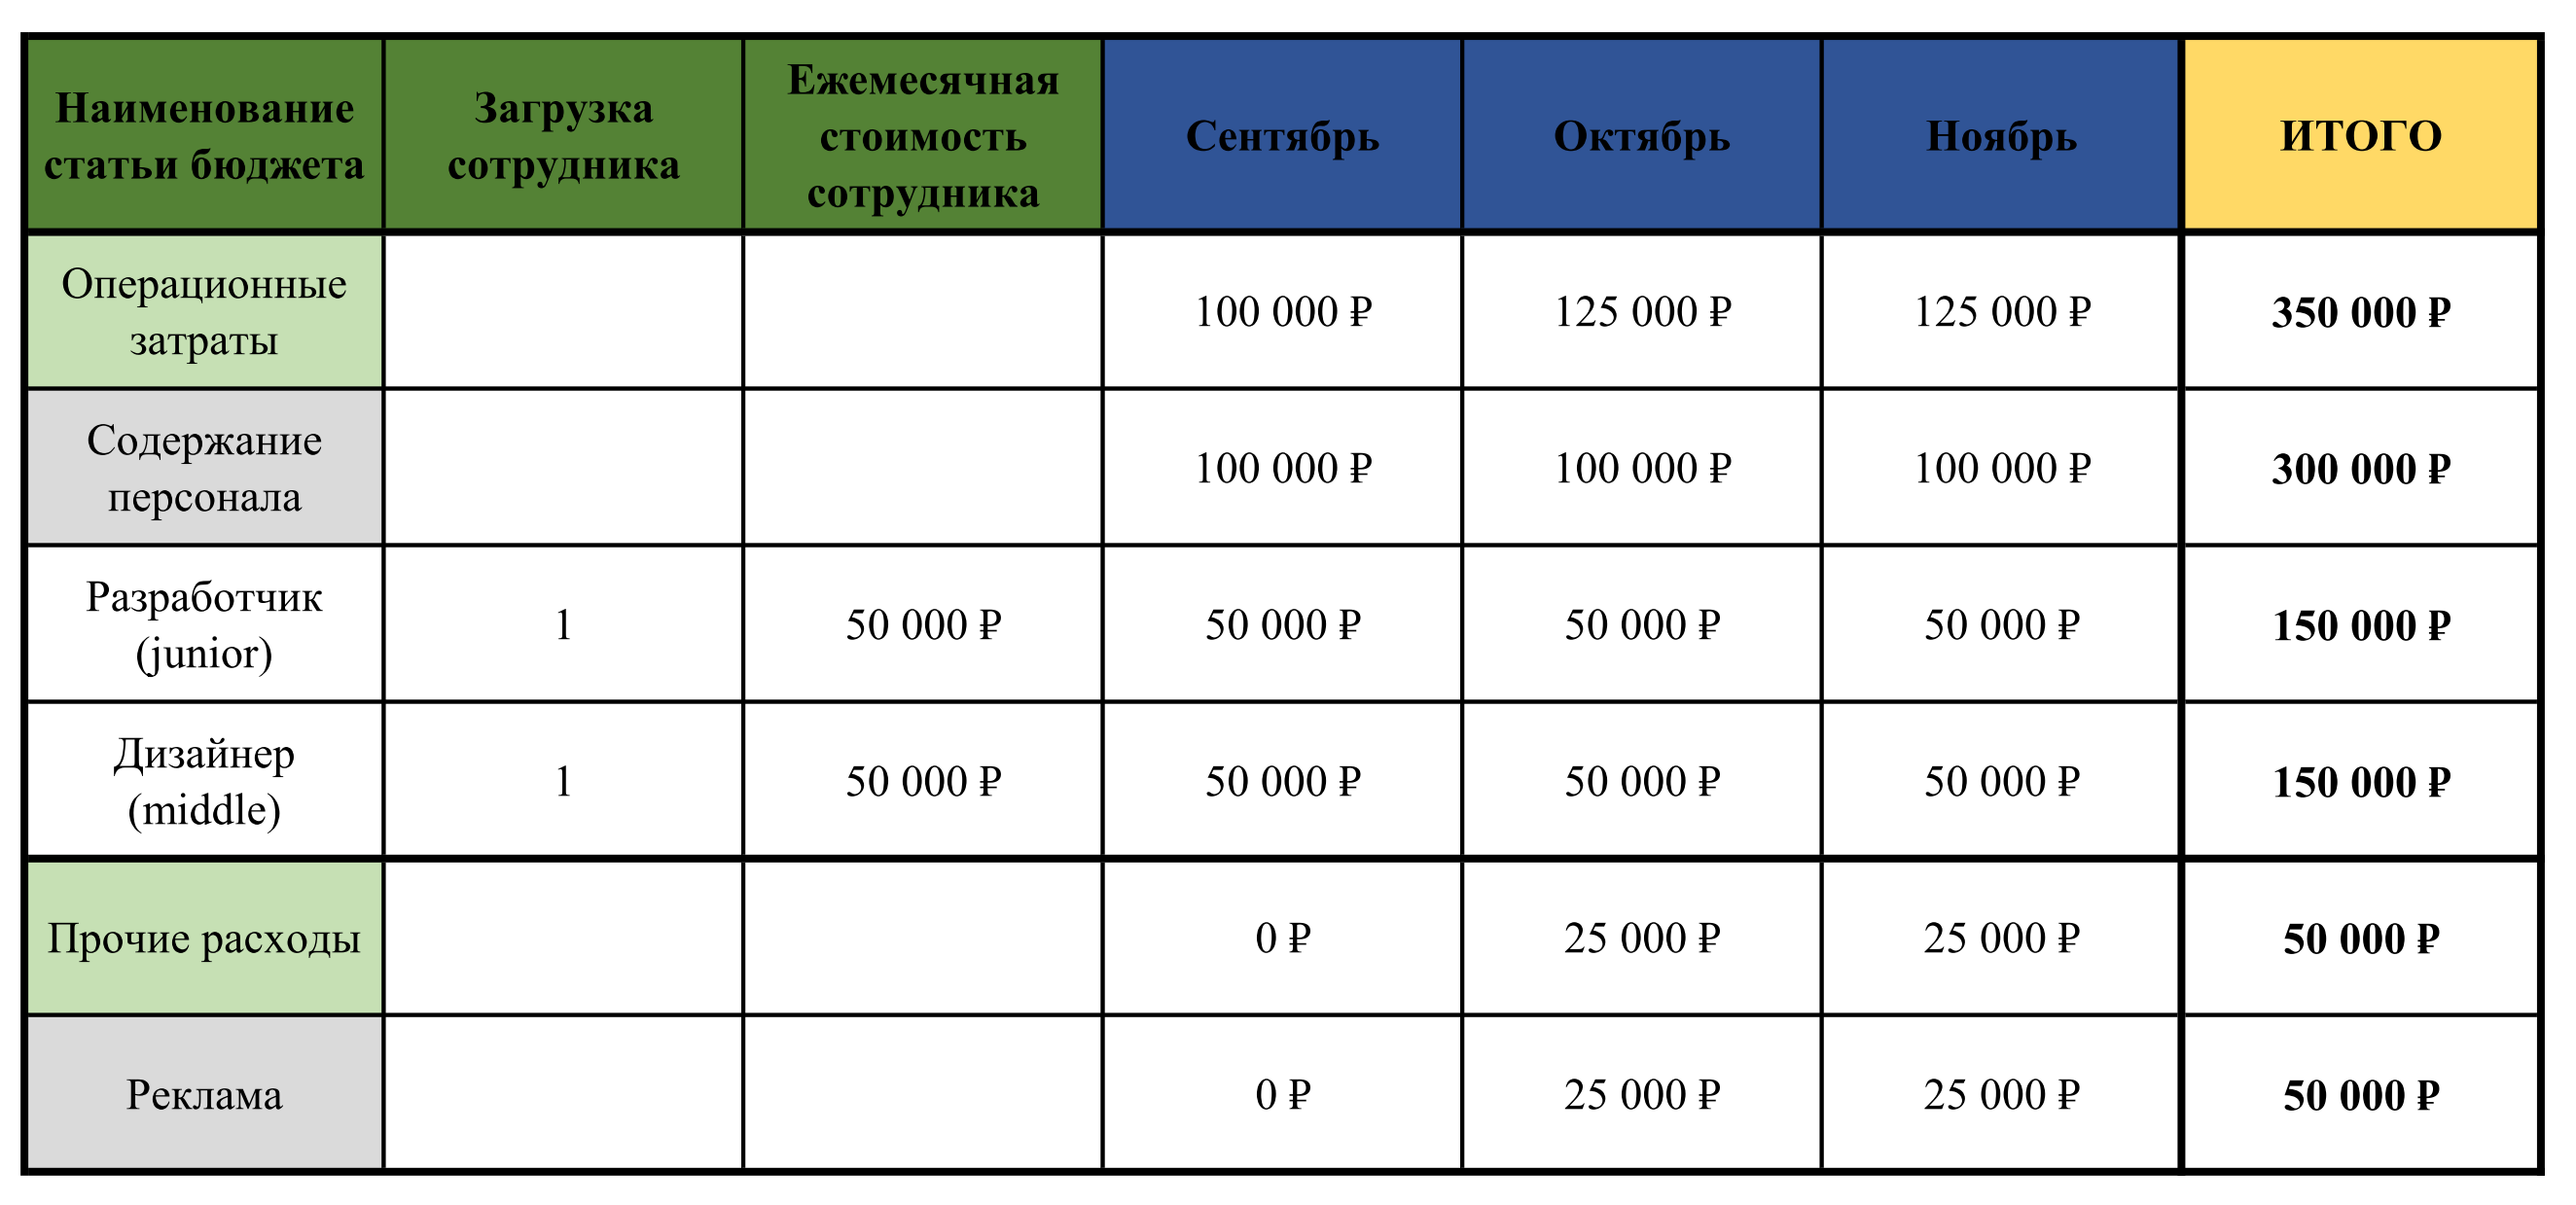 Наименование
статьи бюджета
Загрузка
сотрудника
Ежемесячная
стоимость
сотрудника
Сентябрь
Октябрь
Ноябрь
ИТОГО
Операционные
затраты
100 000 ₽
125 000 ₽
125 000 ₽
350 000 ₽
Содержание
персонала
100 000 ₽
100 000 ₽
100 000 ₽
300 000 ₽
Разработчик
(junior)
1
50 000 ₽
50 000 ₽
50 000 ₽
50 000 ₽
150 000 ₽
Дизайнер
(middle)
1
50 000 ₽
50 000 ₽
50 000 ₽
50 000 ₽
150 000 ₽
Прочие расходы
0 ₽
25 000 ₽
25 000 ₽
50 000 ₽
Реклама
0 ₽
25 000 ₽
25 000 ₽
50 000 ₽